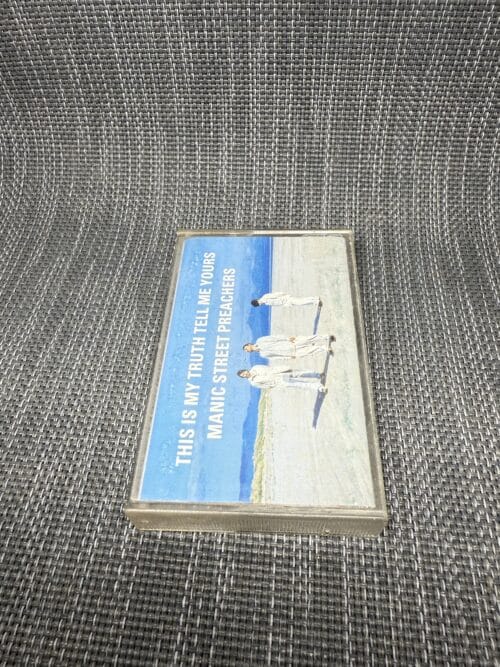 THIS IS MY TRUTH TELL ME YOURS
MANIC STREET PREACHERS